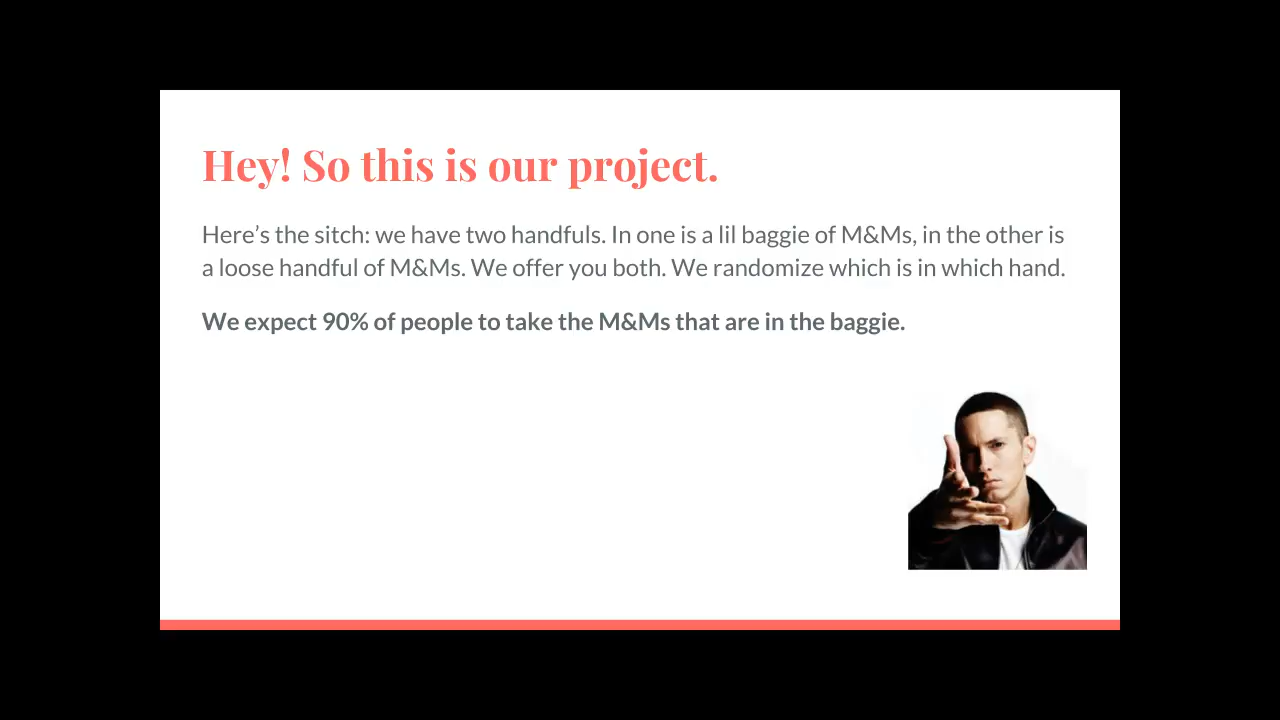 Hey! So this is our project.
Here’s the sitch: we have two handfuls. In one is a lil baggie of M&Ms, in the other is
a loose handful of M&Ms. We offer you both. We randomize which is in which hand.
We expect 90% of people to take the M&Ms that are in the baggie.